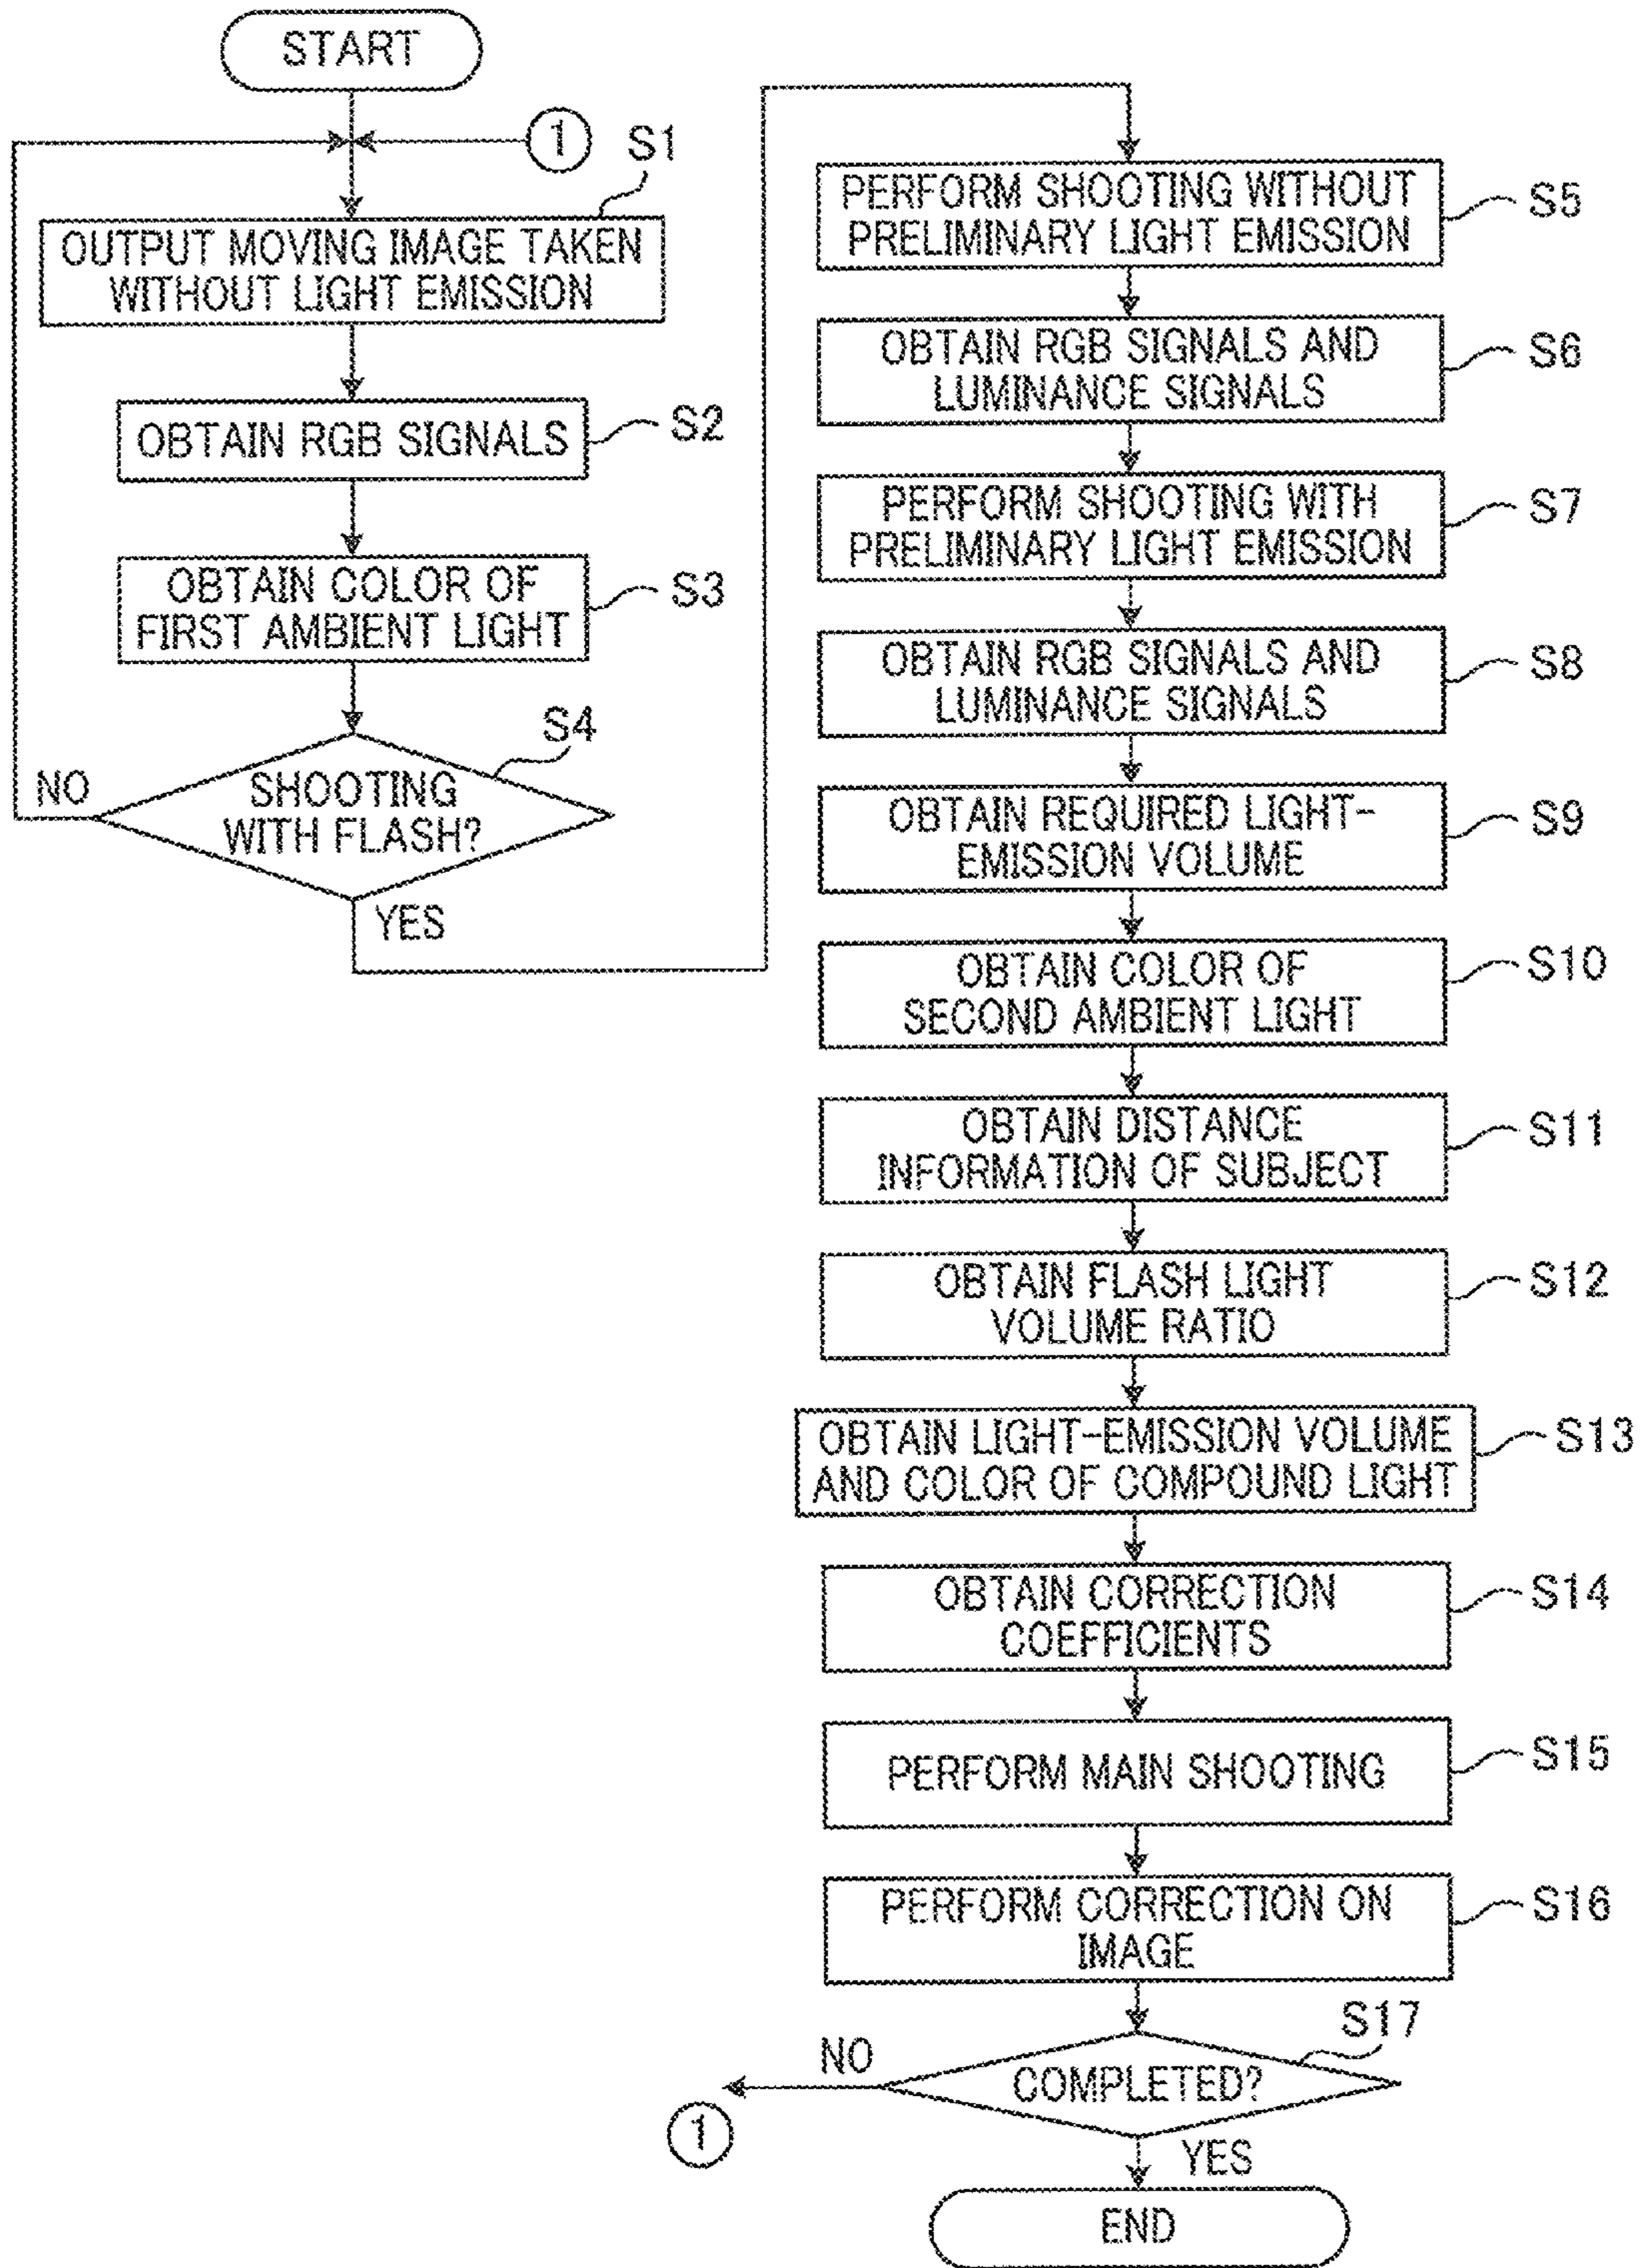 START
1
S1
OUTPUT MOVING IMAGE TAKEN
WITHOUT LIGHT EMISSION
OBTAIN RGB SIGNALS
S2
OBTAIN COLOR OF
FIRST AMBIENT LIGHT
S3
S4
SHOOTING
WITH FLASH?
NO
YES
PERFORM SHOOTING WITHOUT
PRELIMINARY LIGHT EMISSION
S5
OBTAIN RGB SIGNALS AND
LUMINANCE SIGNALS
S6
PERFORM SHOOTING WITH
PRELIMINARY LIGHT EMISSION
S7
OBTAIN RGB SIGNALS AND
LUMINANCE SIGNALS
S8
OBTAIN REQUIRED LIGHT-
EMISSION VOLUME
S9
OBTAIN COLOR OF
SECOND AMBIENT LIGHT
S10
OBTAIN DISTANCE
INFORMATION OF SUBJECT
S11
OBTAIN FLASH LIGHT
VOLUME RATIO
S12
OBTAIN LIGHT-EMISSION VOLUME
AND COLOR OF COMPOUND LIGHT
S13
OBTAIN CORRECTION
COEFFICIENTS
S14
PERFORM MAIN SHOOTING
S15
PERFORM CORRECTION ON
IMAGE
S16
S17
COMPLETED?
NO
1
YES
END